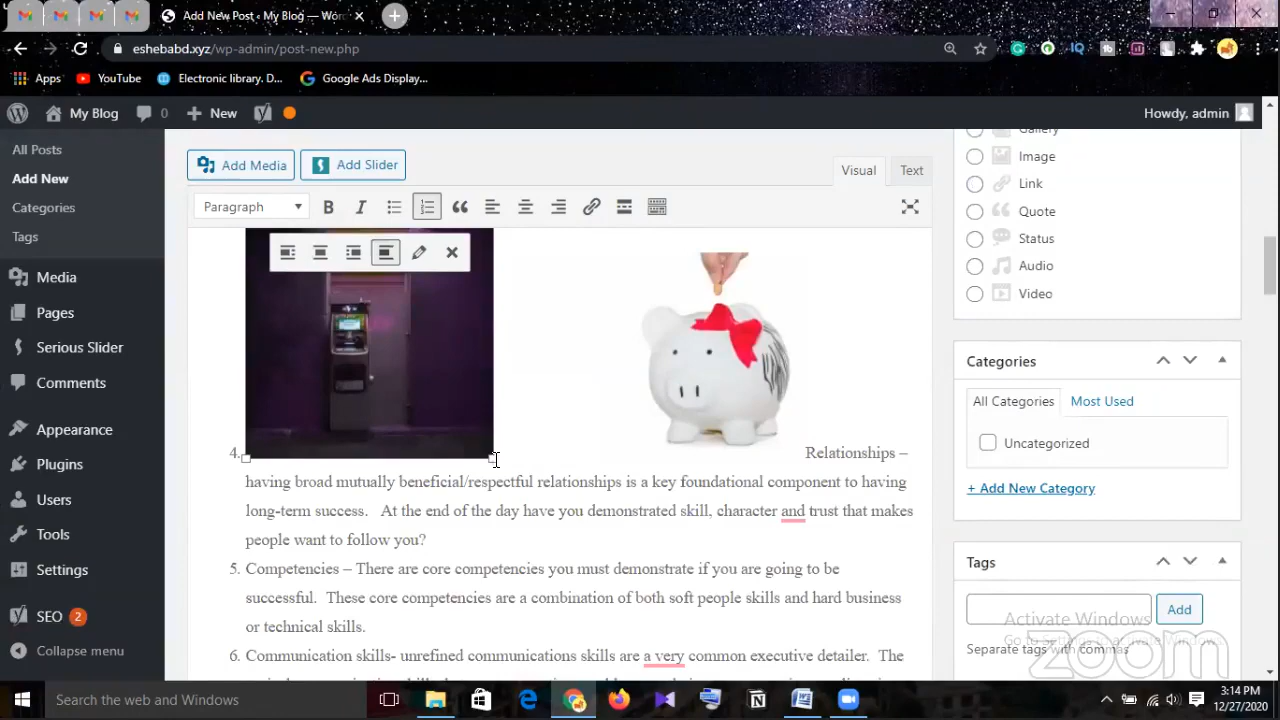 Add New Post ‹ My Blog — Word
eshebabd.xyz/wp-admin/post-new.php
Apps
YouTube
Electronic library. D...
Google Ads Display...
My Blog
0
New
Howdy, admin
All Posts
Add New
Categories
Tags
Media
Pages
Serious Slider
Comments
Appearance
Plugins
Users
Tools
Settings
SEO 2
Collapse menu
Add Media
Add Slider
Visual
Text
Paragraph
B I
4. Relationships –
having broad mutually beneficial/respectful relationships is a key foundational component to having
long-term success. At the end of the day have you demonstrated skill, character and trust that makes
people want to follow you?
5. Competencies – There are core competencies you must demonstrate if you are going to be
successful. These core competencies are a combination of both soft people skills and hard business
or technical skills.
6. Communication skills- unrefined communications skills are a very common executive detailer. The
Gallery
Image
Link
Quote
Status
Audio
Video
Categories
All Categories
Most Used
Uncategorized
+ Add New Category
Tags
Add
Activate Windows
Separate tags with commas
zoom
Search the web and Windows
3:14 PM
12/27/2020